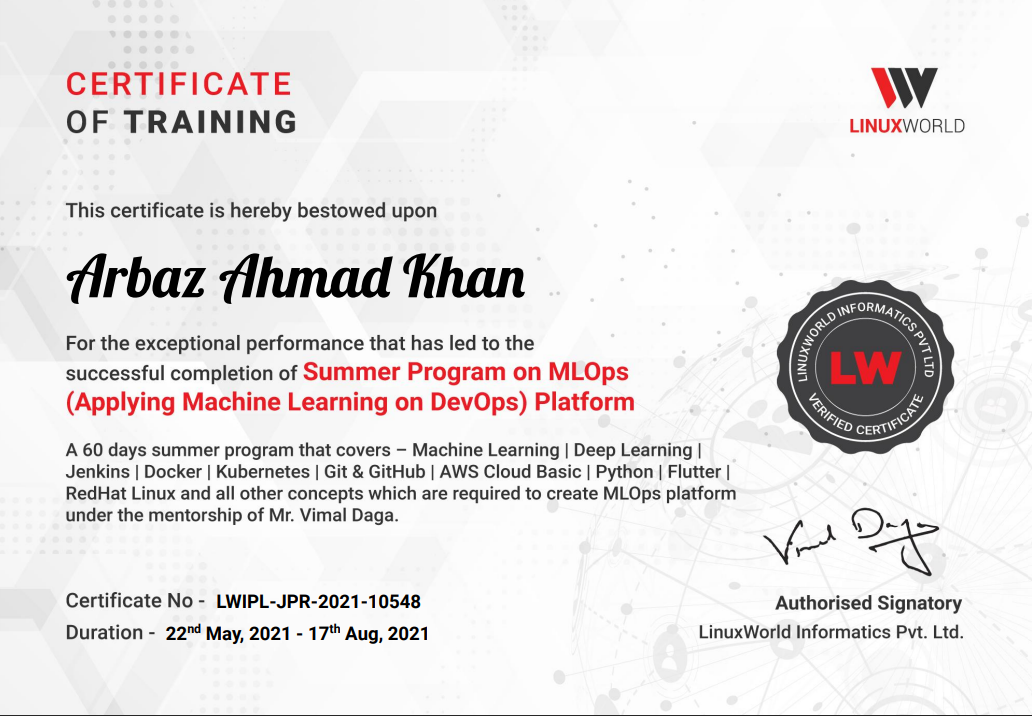 CERTIFICATE
OF TRAINING
LINUXWORLD
This certificate is hereby bestowed upon
Arbaz Ahmad Khan
For the exceptional performance that has led to the
successful completion of Summer Program on MLOps
(Applying Machine Learning on DevOps) Platform
A 60 days summer program that covers – Machine Learning | Deep Learning |
Jenkins | Docker | Kubernetes | Git & GitHub | AWS Cloud Basic | Python | Flutter |
RedHat Linux and all other concepts which are required to create MLOps platform
under the mentorship of Mr. Vimal Daga.
LINUXWORLD INFORMATICS PVT LTD
LW
VERIFIED CERTIFICATE
Vimal Daga
Certificate No - LWIPL-JPR-2021-10548
Duration - 22nd May, 2021 - 17th Aug, 2021
Authorised Signatory
LinuxWorld Informatics Pvt. Ltd.